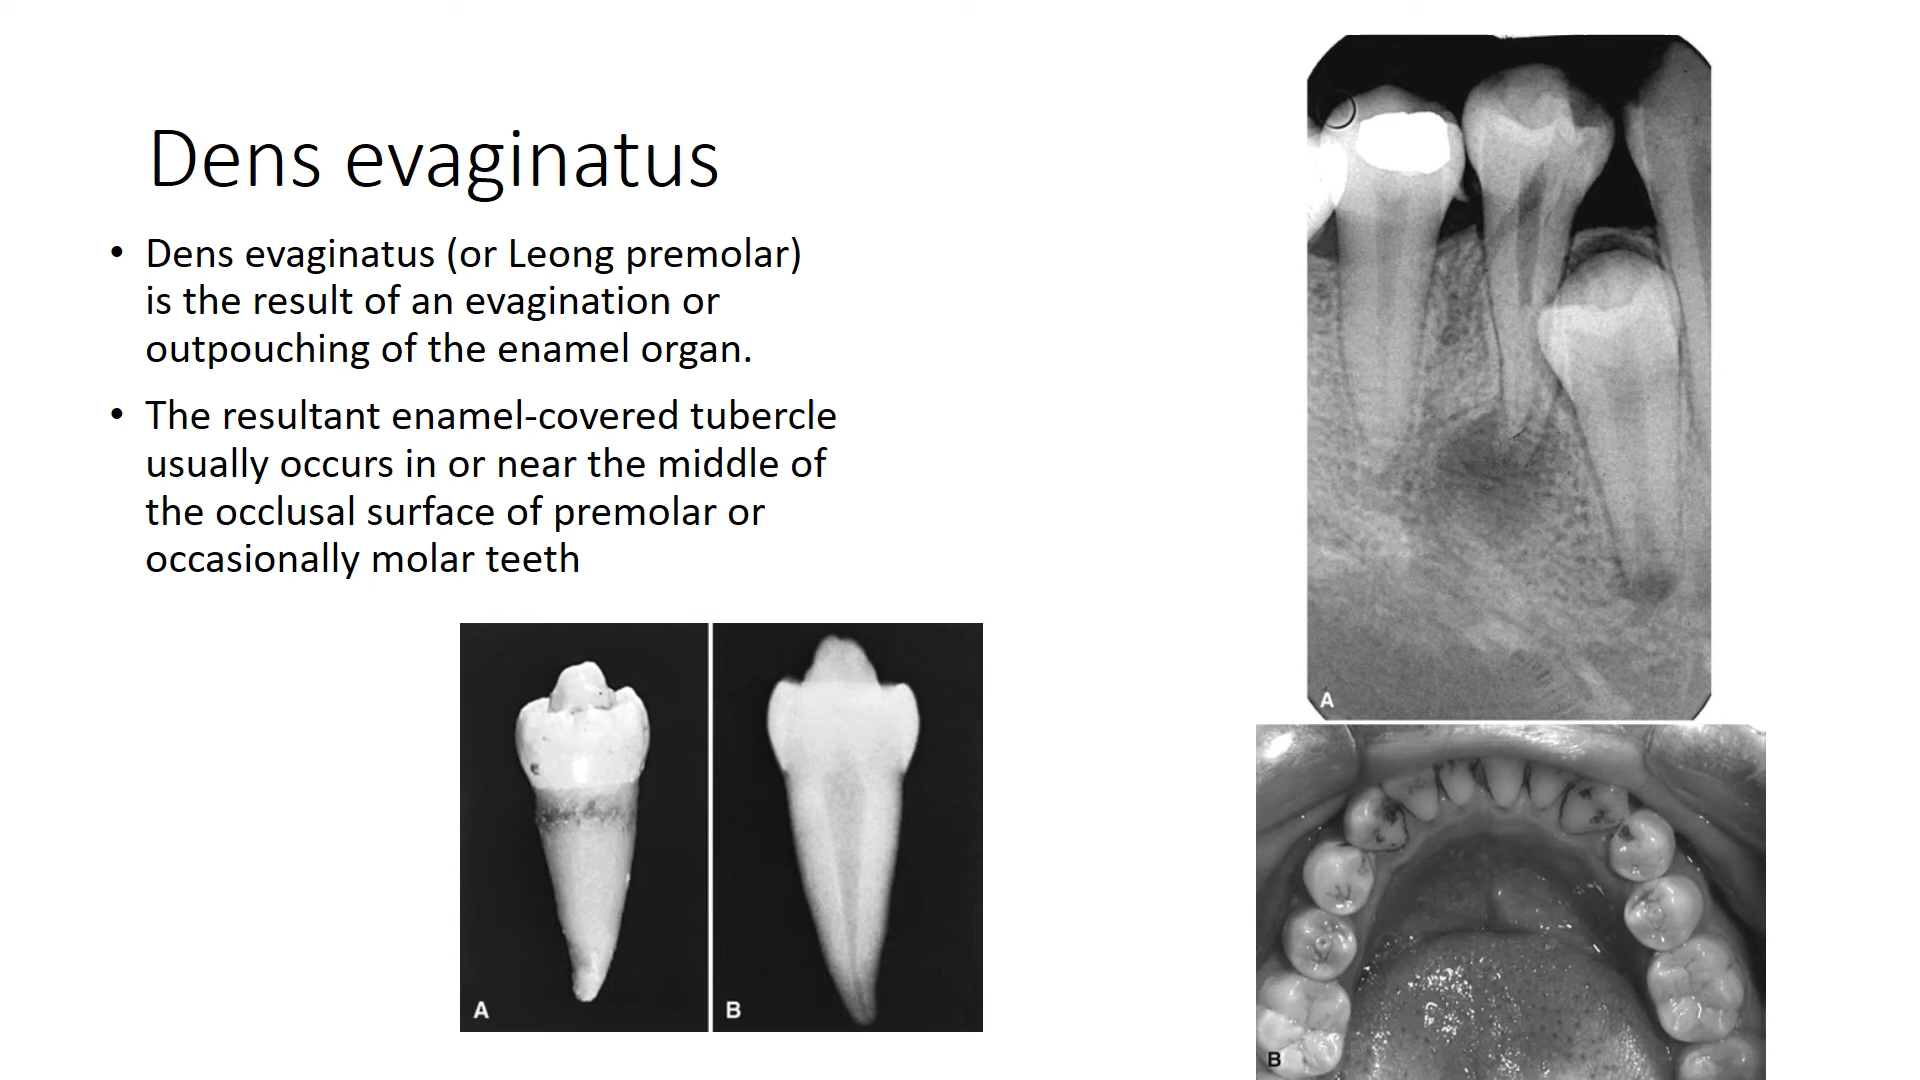 Dens evaginatus
• Dens evaginatus (or Leong premolar)
is the result of an evagination or
outpouching of the enamel organ.
• The resultant enamel-covered tubercle
usually occurs in or near the middle of
the occlusal surface of premolar or
occasionally molar teeth
A
B
A
B